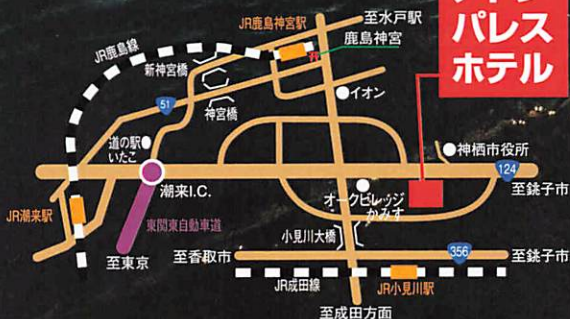 パレス
ホテル
JR鹿島神宮駅
至水戸駅
鹿島神宮
JR鹿島線
新神宮橋
神宮橋
51
イオン
道の駅
いたこ
神栖市役所
124
潮来I.C.
至銚子市
オークビレッジ
かみす
JR潮来駅
東関東自動車道
小見川大橋
至東京
至香取市
356
至銚子市
JR成田線
JR小見川駅
至成田方面